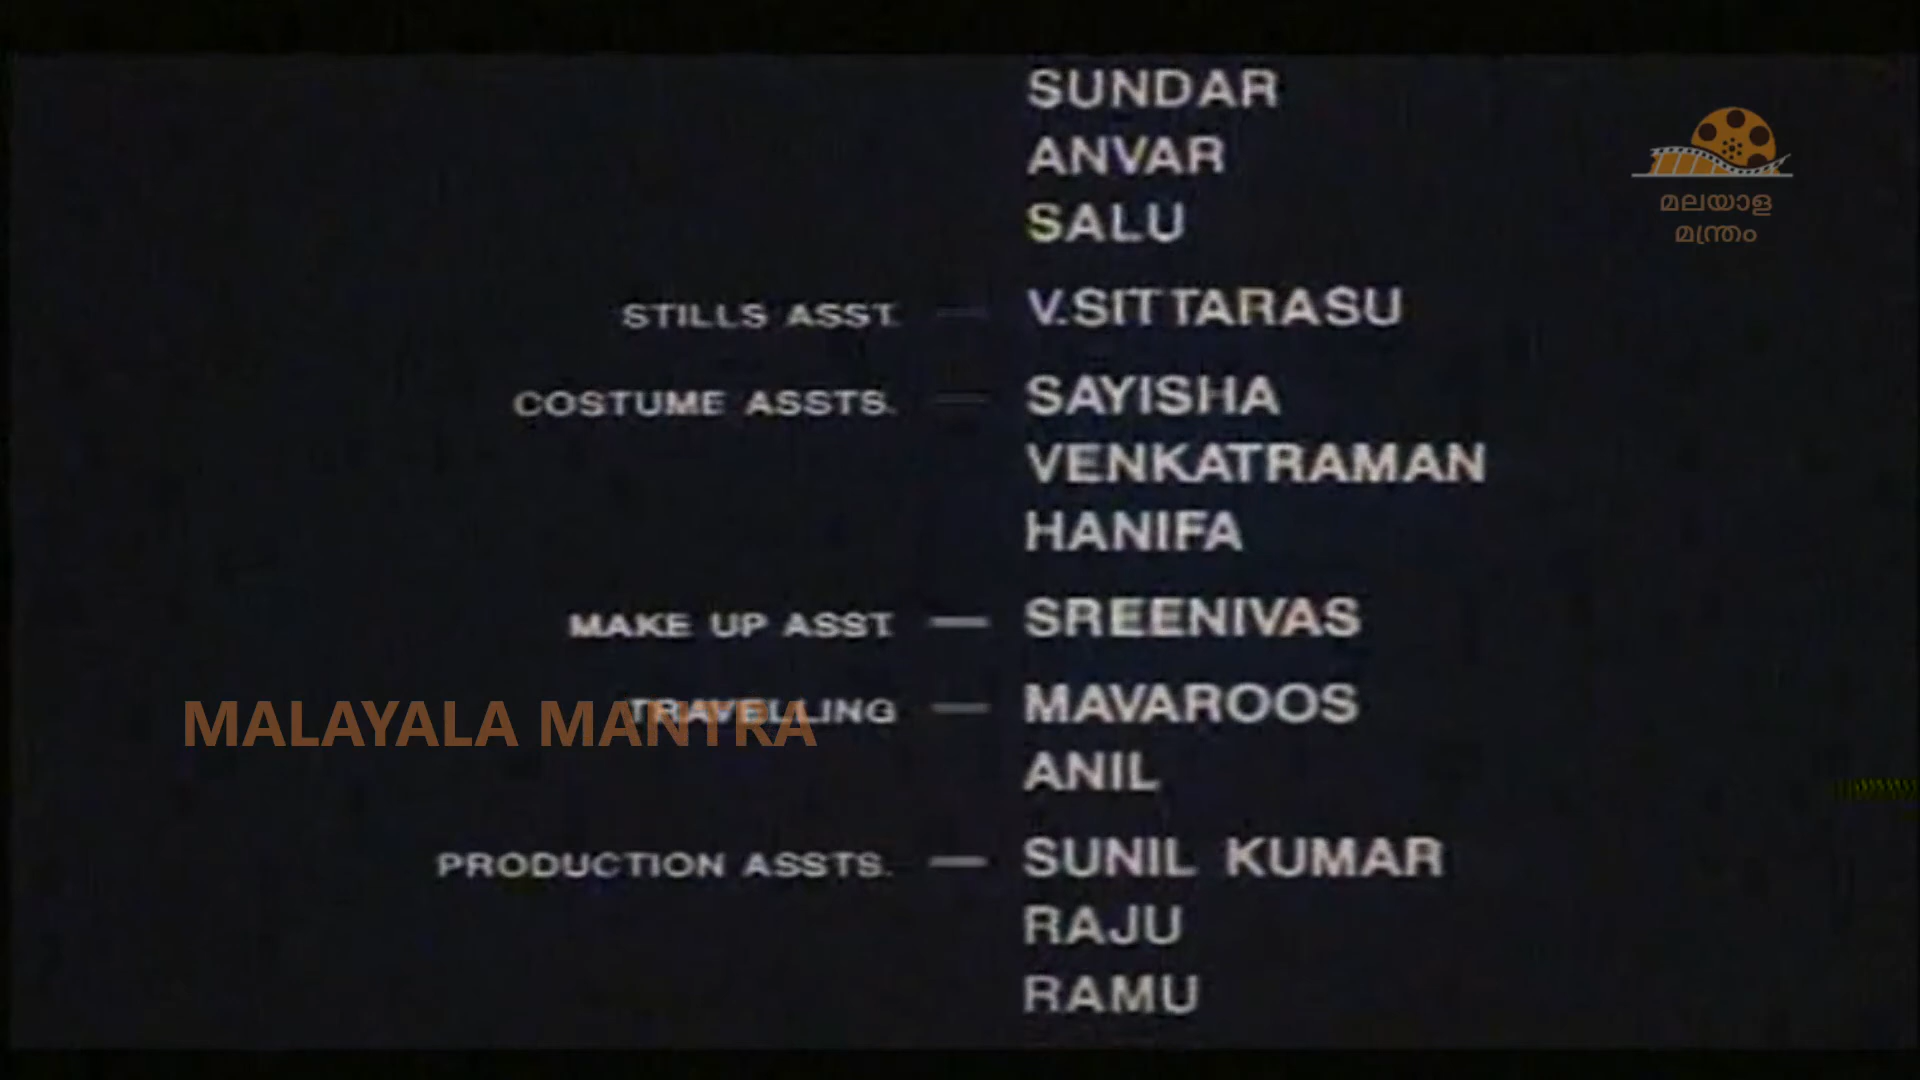 SUNDAR
ANVAR
SALU
മലയാള
മന്ത്രം
STILLS ASST. — V.SITTARASU
COSTUME ASSTS. — SAYISHA
VENKATRAMAN
HANIFA
MAKE UP ASST — SREENIVAS
TRAVELLING — MAVAROOS
MALAYALA MANTRA
ANIL
PRODUCTION ASSTS. — SUNIL KUMAR
RAJU
RAMU